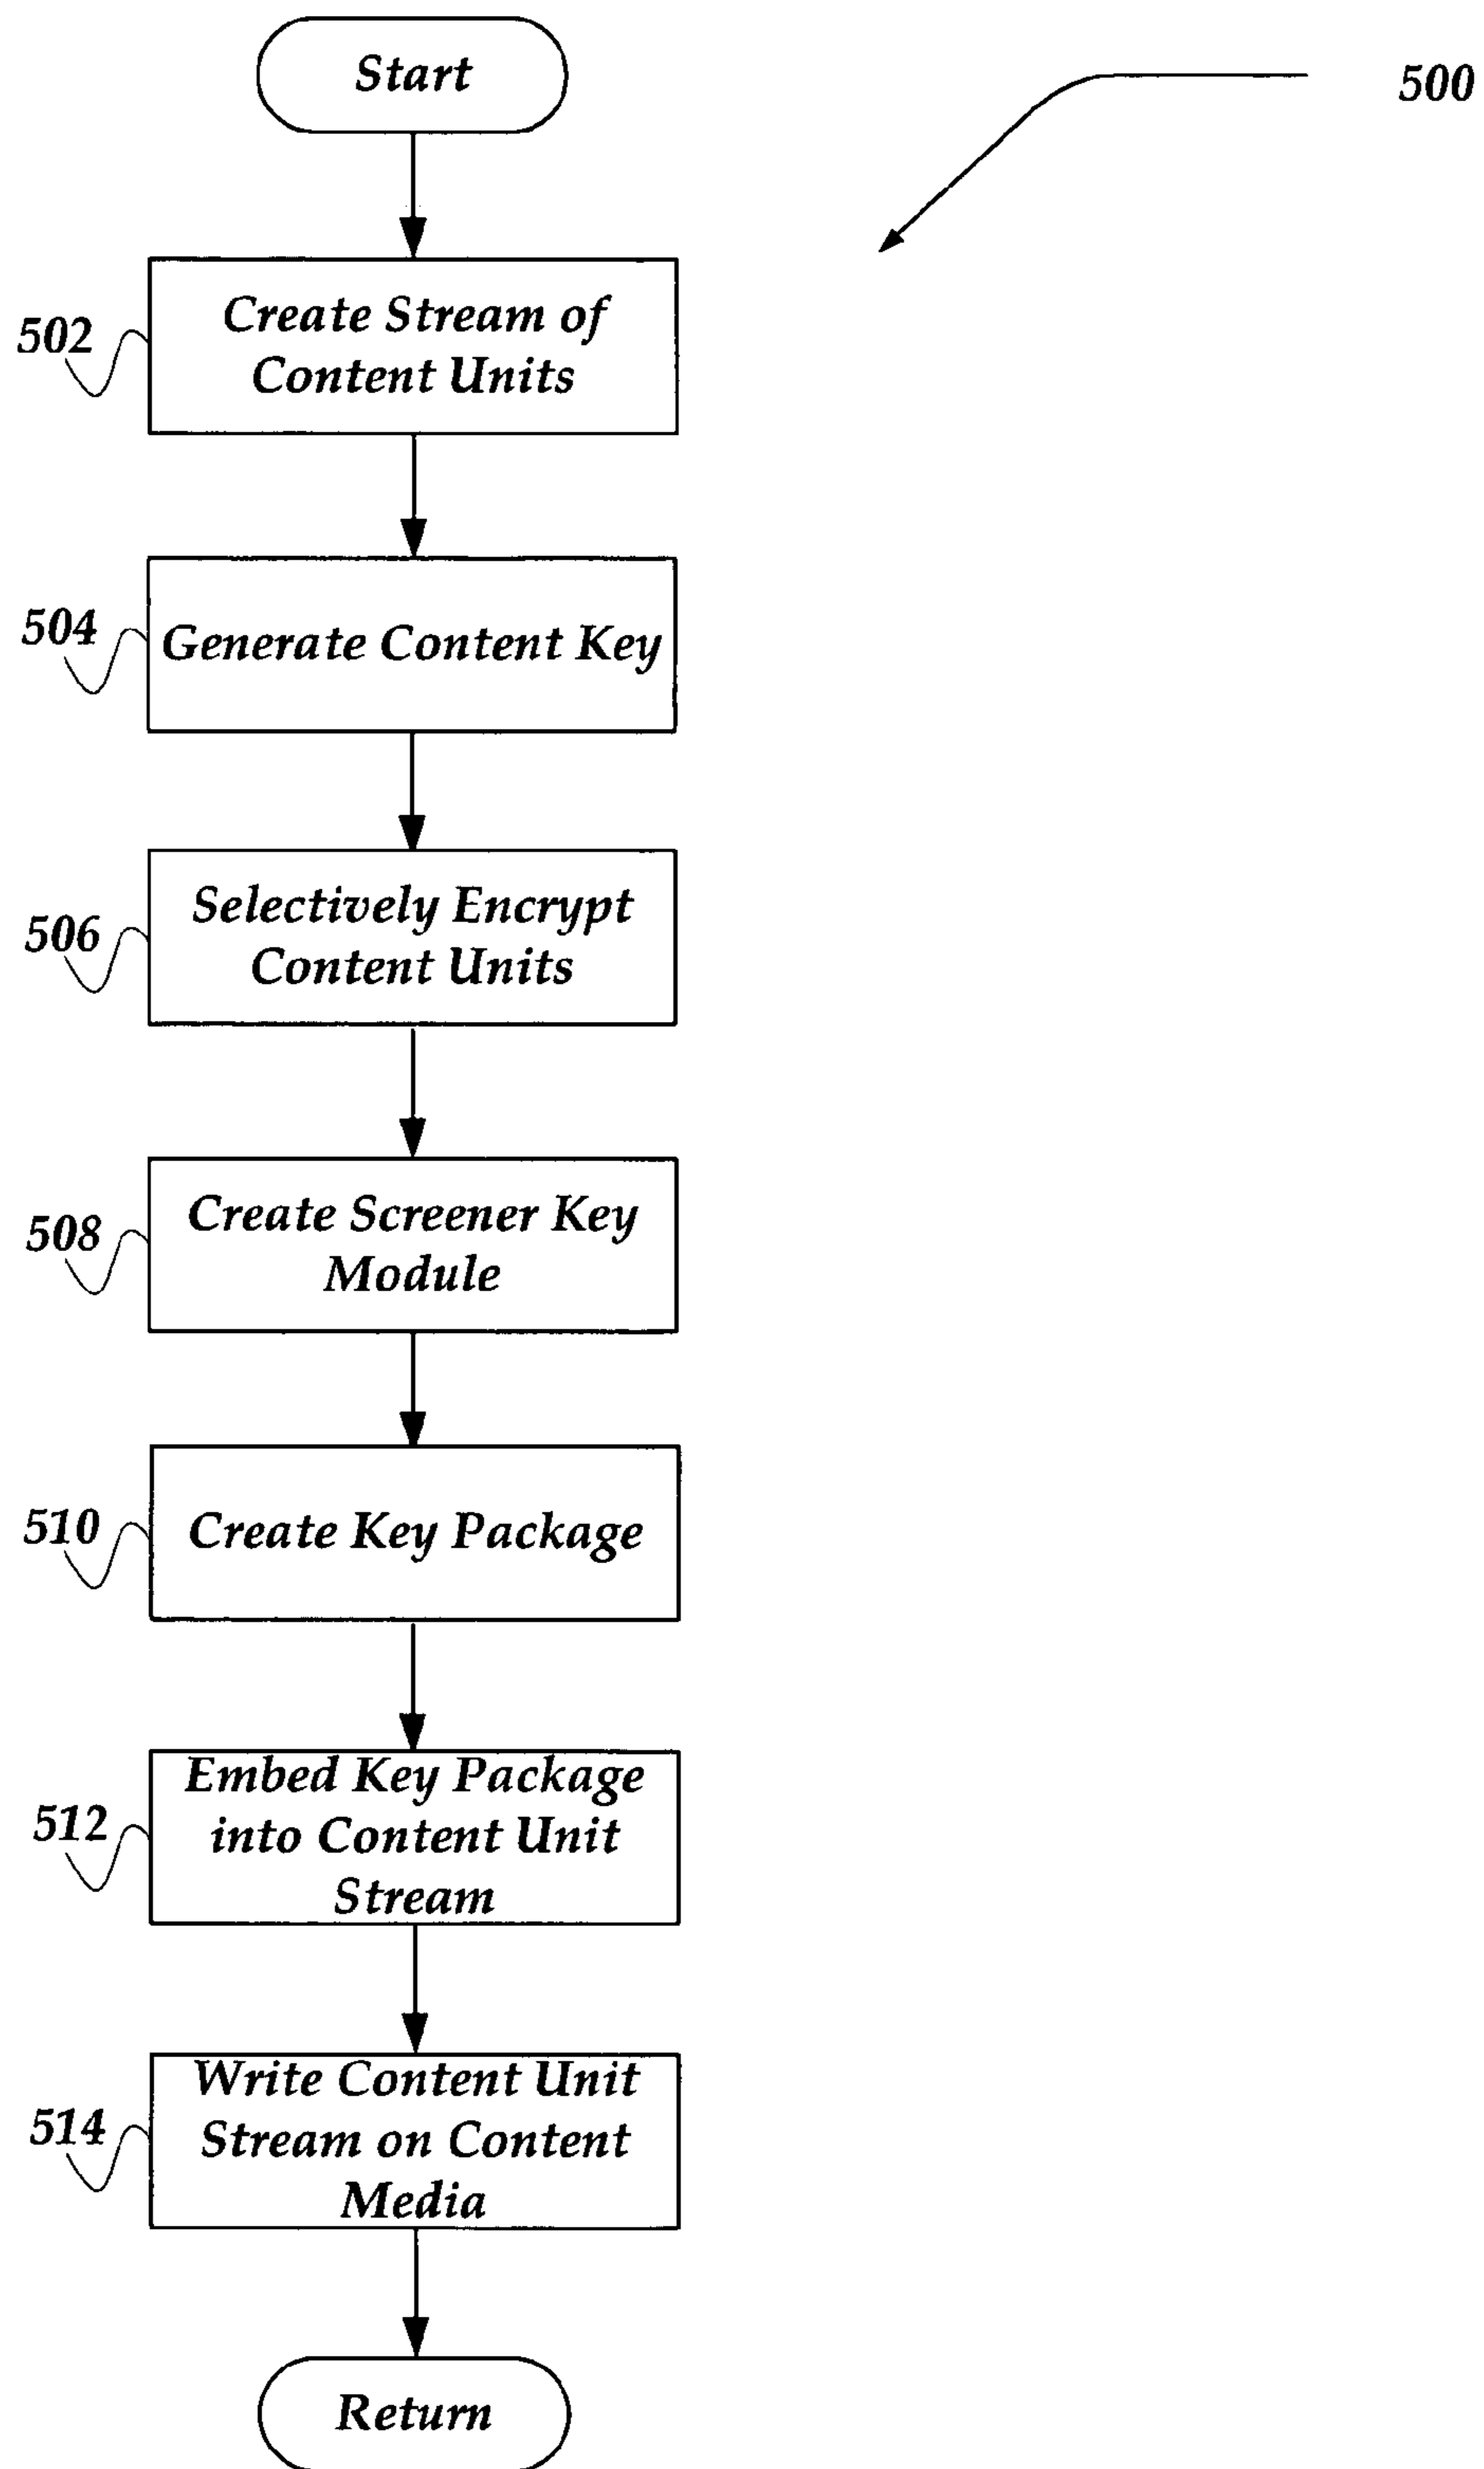 Start
500
502
Create Stream of
Content Units
504
Generate Content Key
506
Selectively Encrypt
Content Units
508
Create Screener Key
Module
510
Create Key Package
512
Embed Key Package
into Content Unit
Stream
514
Write Content Unit
Stream on Content
Media
Return